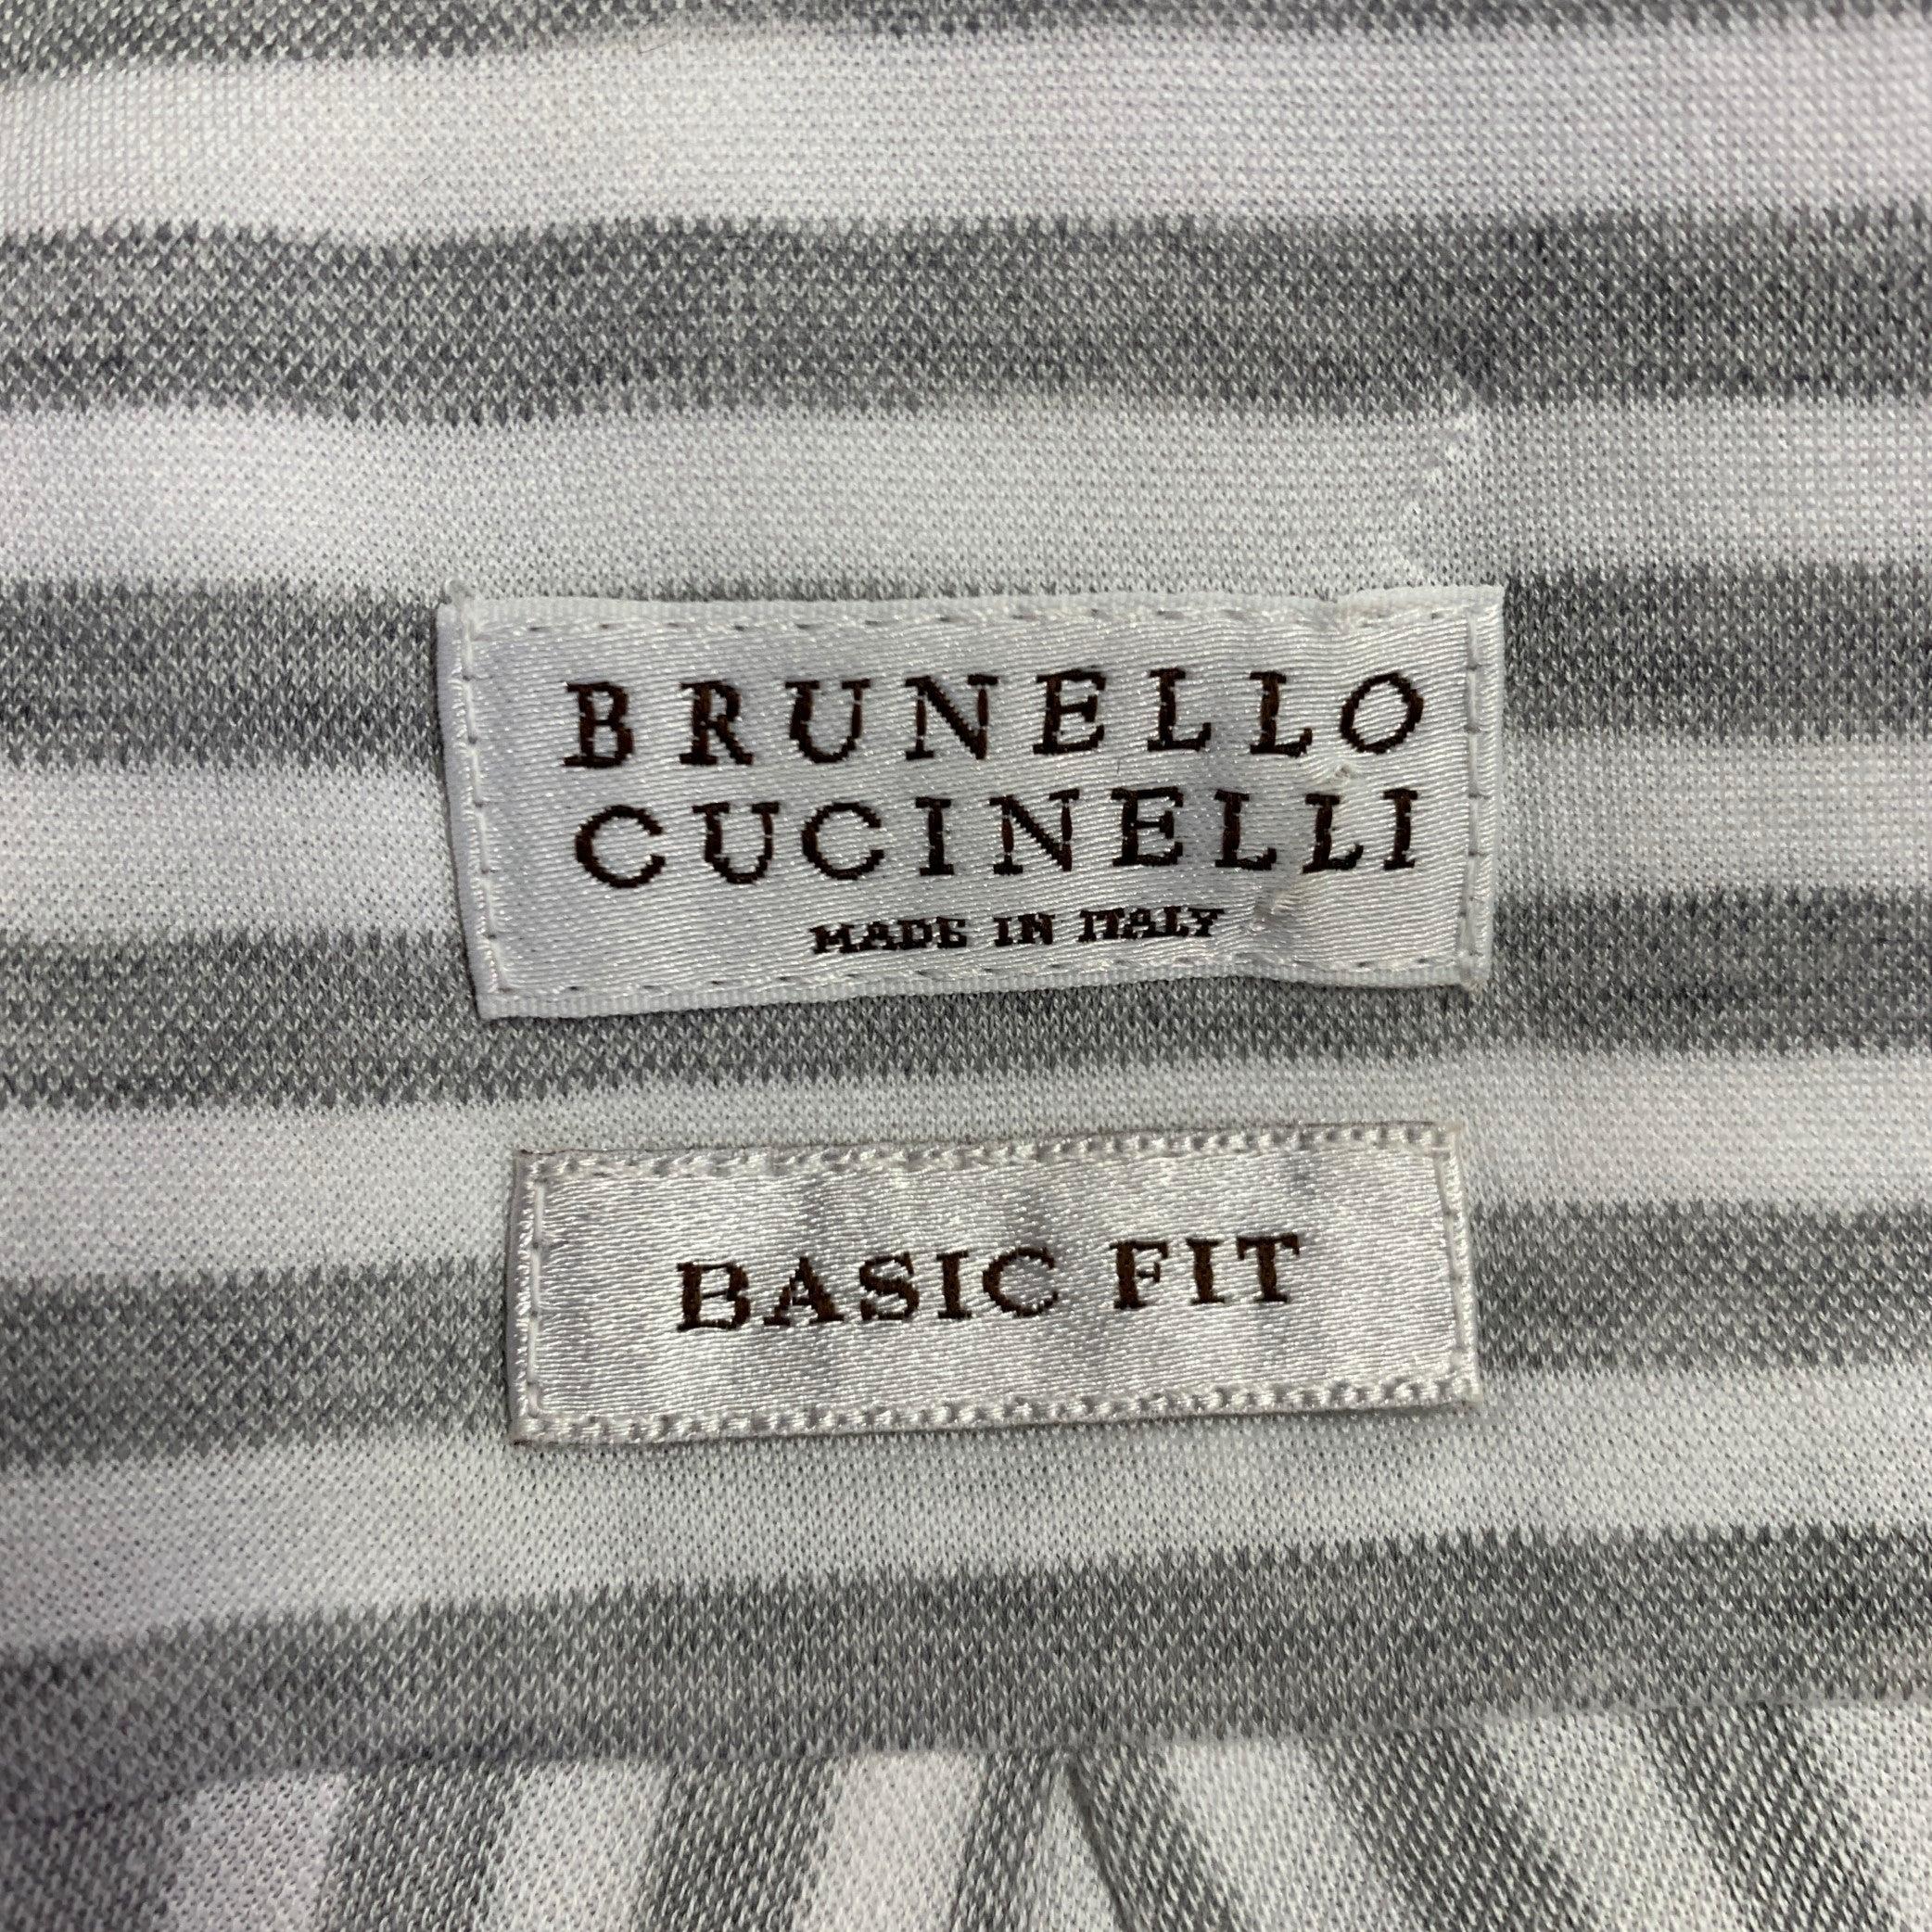 BRUNELLO
CUCINELLI
MADE IN ITALY
BASIC FIT